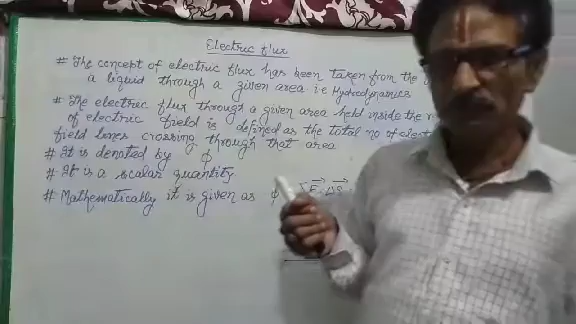 Electric flux
# The concept of electric flux has been taken from the
a liquid through a given area i.e Hydrodynamics
# The electric flux through a given area held inside the
of electric field is defined as the total no of elect
field lines crossing through that area
# It is denoted by ϕ
# It is a scalar quantity
# Mathematically it is given as ϕ E⃗. ΔS⃗